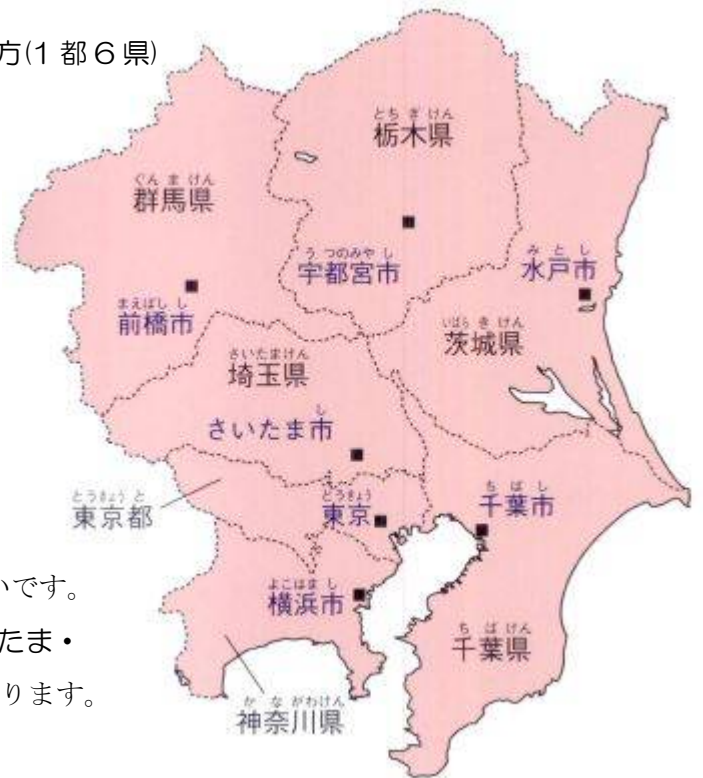 方(1都6県)
とちぎけん
栃木県
ぐんまけん
群馬県
うつのみやし
宇都宮市
みとし
水戸市
まえばしし
前橋市
いばらきけん
茨城県
さいたまけん
埼玉県
し
さいたま市
とうきょうと
東京都
とうきょう
東京
ちばし
千葉市
よこはまし
横浜市
ちばけん
千葉県
かながわけん
神奈川県
いです。
たま・
ります。